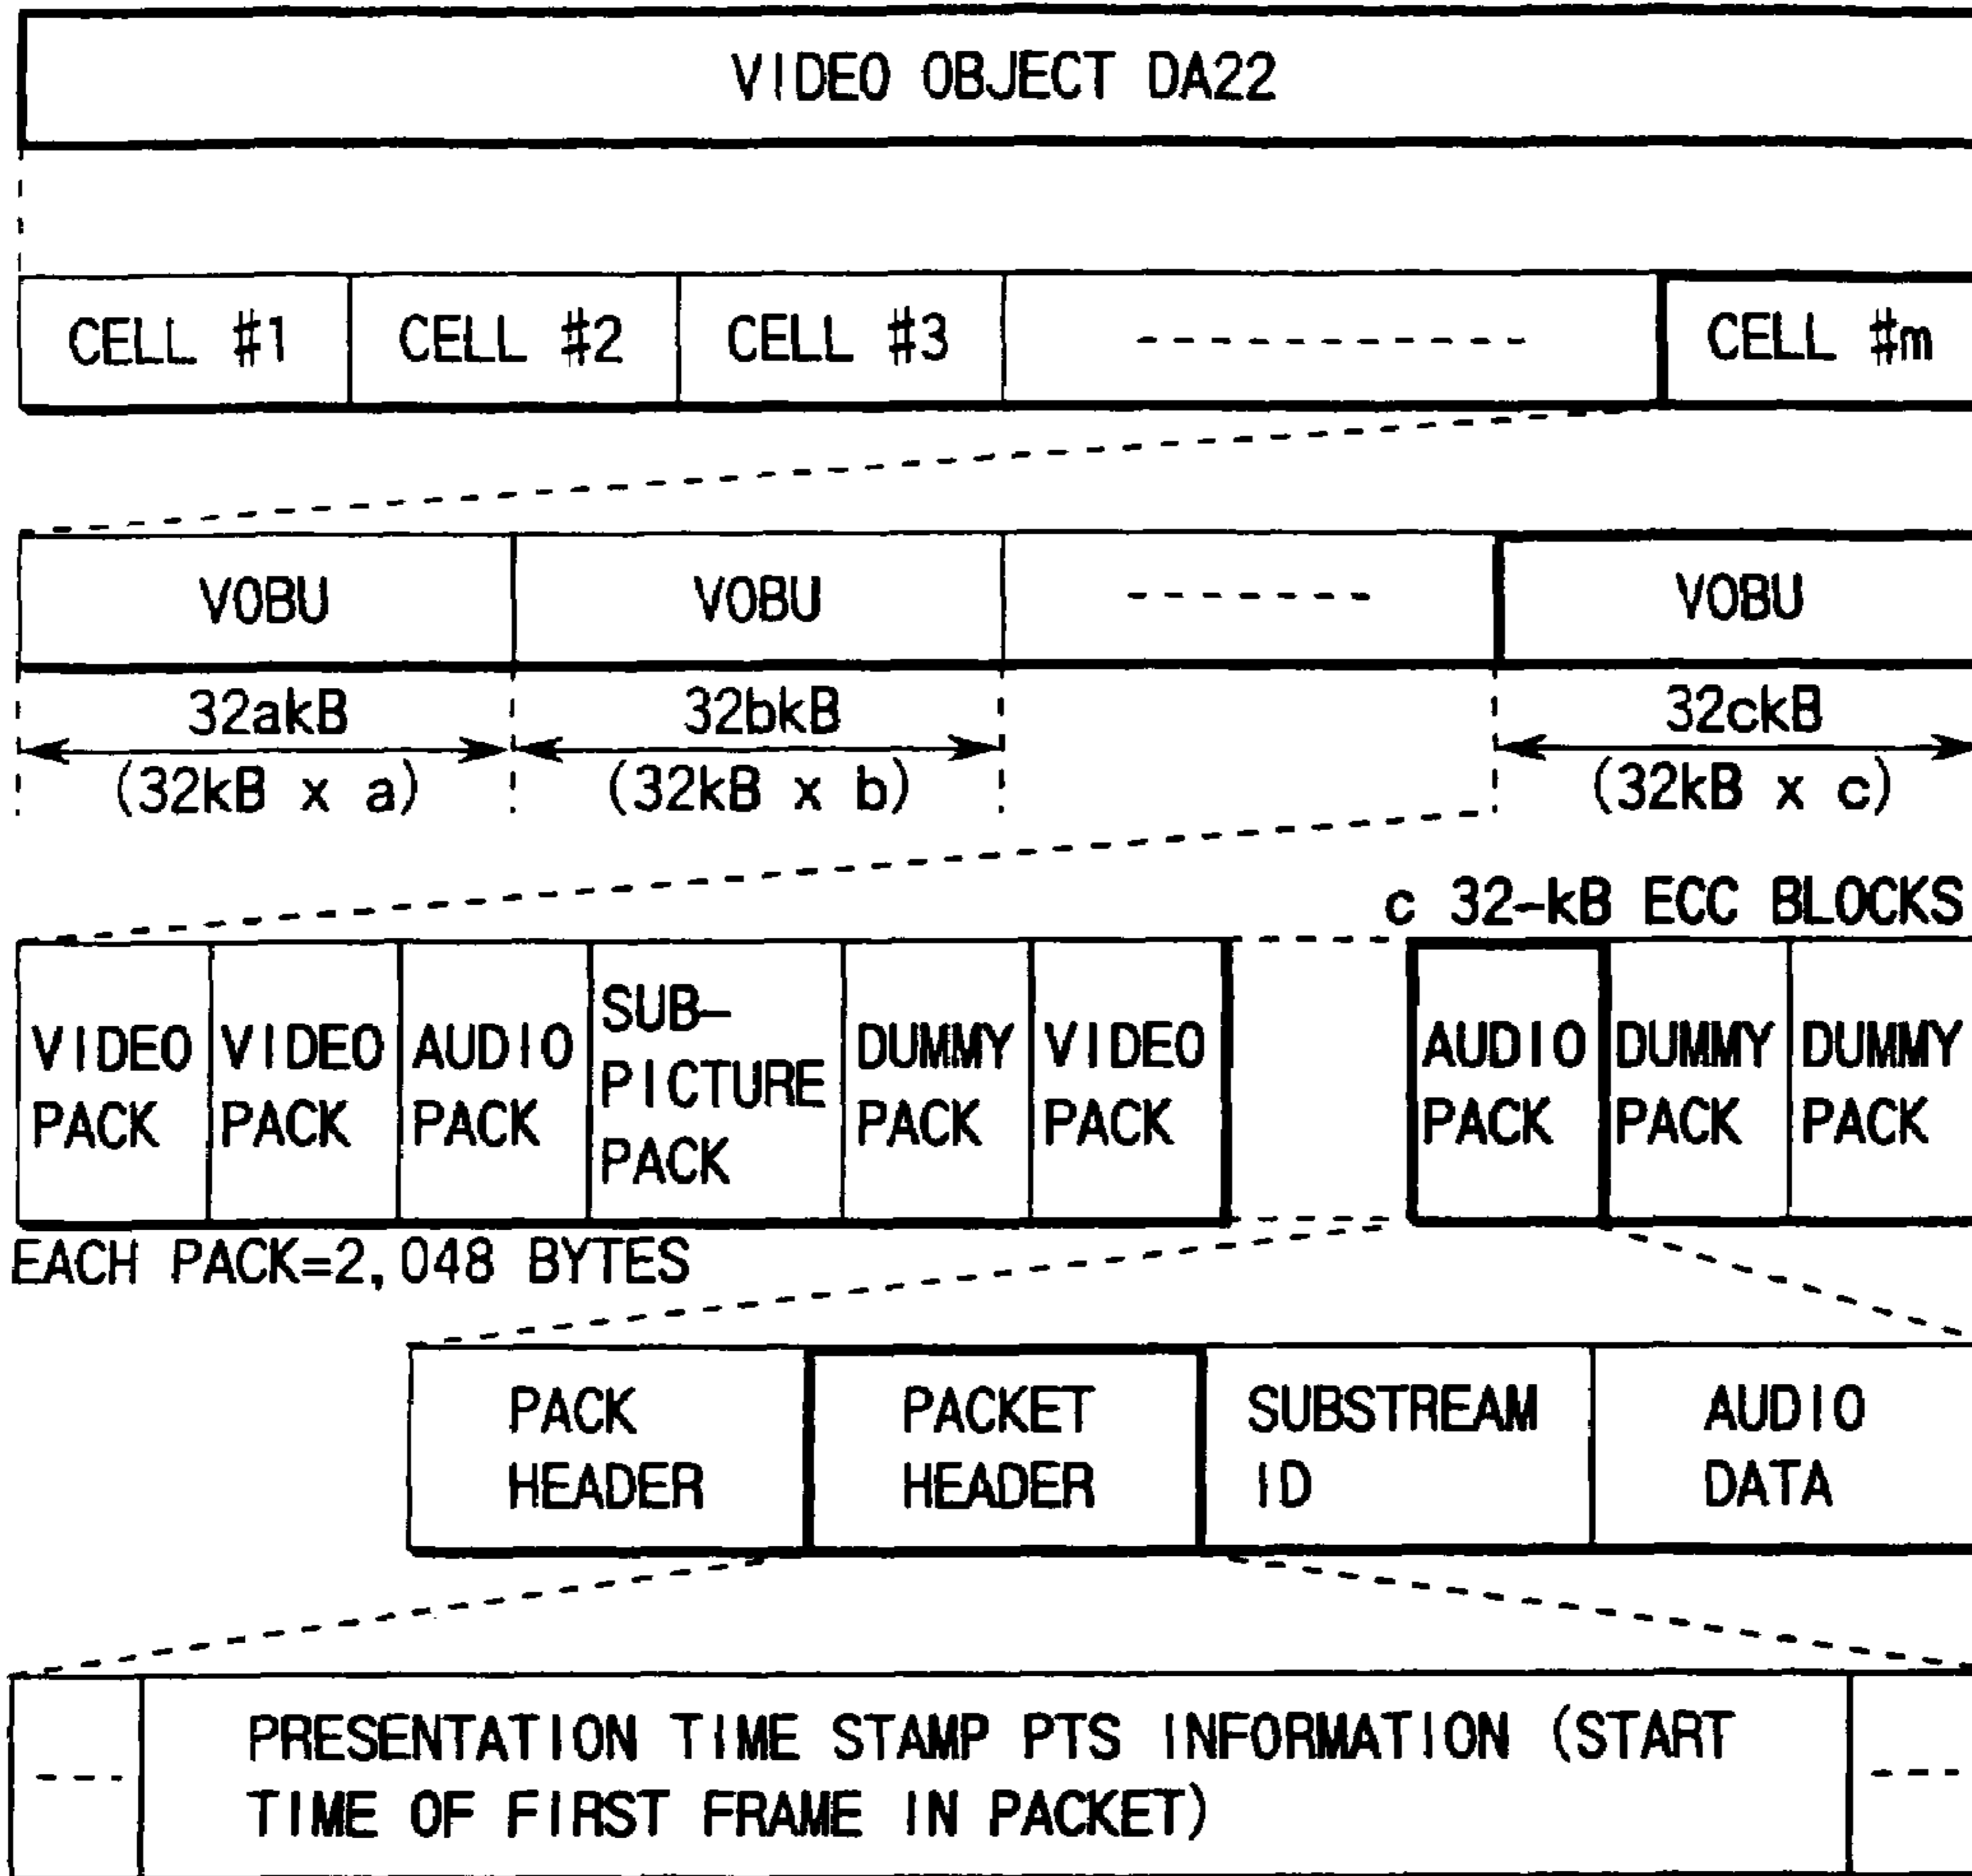 VIDEO OBJECT DA22
CELL #1 CELL #2 CELL #3 CELL #m
VOBU VOBU VOBU
32akB 32bkB 32ckB
(32kB x a) (32kB x b) (32kB x c)
c 32-kB ECC BLOCKS
VIDEO PACK
VIDEO PACK
AUDIO PACK
SUB-
PICTURE
PACK
DUMMY PACK
VIDEO PACK
AUDIO PACK
DUMMY PACK
DUMMY PACK
EACH PACK=2,048 BYTES
PACK
HEADER
PACKET
HEADER
SUBSTREAM
ID
AUDIO
DATA
PRESENTATION TIME STAMP PTS INFORMATION (START
TIME OF FIRST FRAME IN PACKET)